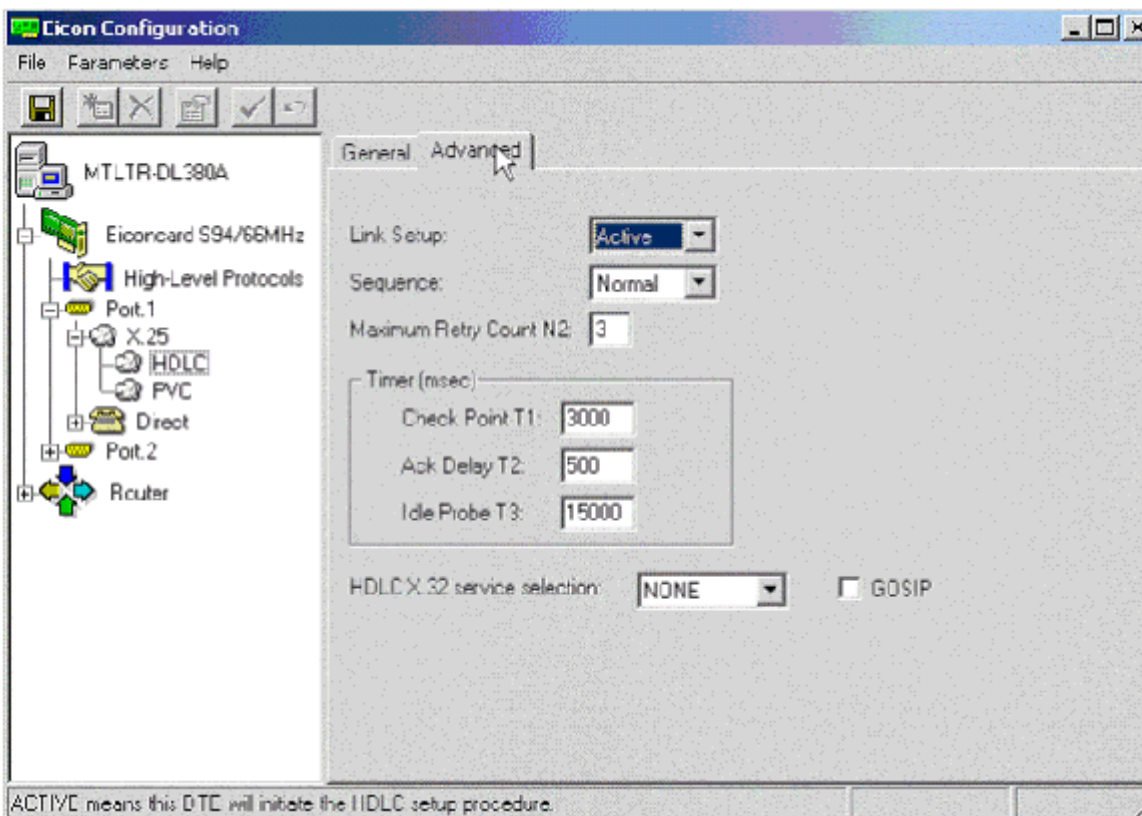 Eicon Configuration
File Parameters Help
MTLTR-DL380A
Eiconcard S94/66MHz
High-Level Protocols
Port.1
X.25
HDLC
PVC
Direct
Port.2
Router
General Advanced
Link Setup: Active
Sequence: Normal
Maximum Retry Count N2: 3
Timer (msec)
Check Point T1: 3000
Ack Delay T2: 500
Idle Probe T3: 15000
HDLC X.32 service selection: NONE GOSIP
ACTIVE means this DTE will initiate the HDLC setup procedure.